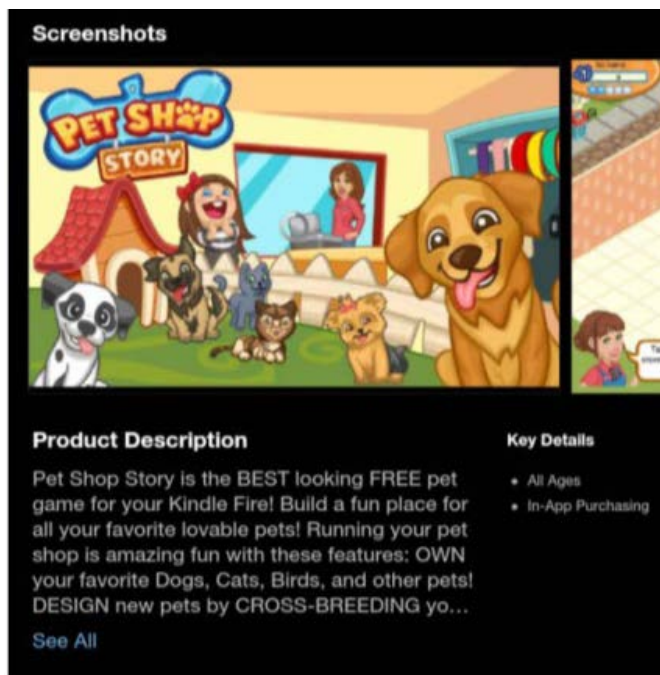 Screenshots
PET SHOP
STORY
1
Product Description
Pet Shop Story is the BEST looking FREE pet
game for your Kindle Fire! Build a fun place for
all your favorite lovable pets! Running your pet
shop is amazing fun with these features: OWN
your favorite Dogs, Cats, Birds, and other pets!
DESIGN new pets by CROSS-BREEDING yo...
See All
Key Details
• All Ages
• In-App Purchasing